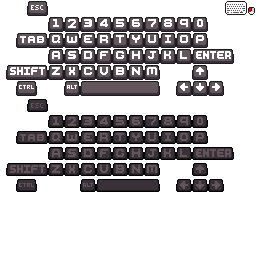 ESC
1 2 3 4 5 6 7 8 9 0
TAB Q W E R T Y U I O P
A S D F G H J K L ENTER
SHIFT Z X C V B N M ↑
CTRL ALT ← ↓ →
ESC
1 2 3 4 5 6 7 8 9 0
TAB Q W E R T Y U I O P
A S D F G H J K L ENTER
SHIFT Z X C V B N M ↑
CTRL ALT ← ↓ →